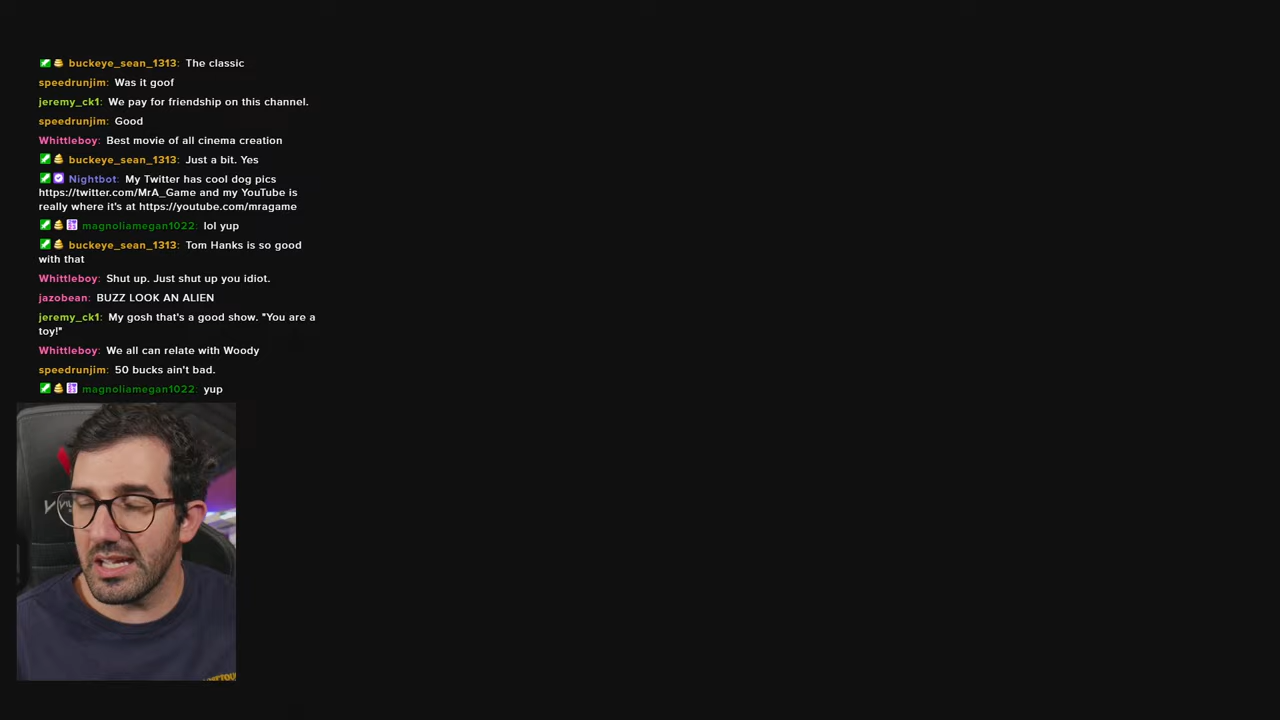 buckeye_sean_1313: The classic
speedrunjim: Was it goof
jeremy_ck1: We pay for friendship on this channel.
speedrunjim: Good
Whittleboy: Best movie of all cinema creation
buckeye_sean_1313: Just a bit. Yes
Nightbot: My Twitter has cool dog pics
https://twitter.com/MrA_Game and my YouTube is
really where it's at https://youtube.com/mragame
magnoliamegan1022: lol yup
buckeye_sean_1313: Tom Hanks is so good
with that
Whittleboy: Shut up. Just shut up you idiot.
jazobean: BUZZ LOOK AN ALIEN
jeremy_ck1: My gosh that's a good show. "You are a
toy!"
Whittleboy: We all can relate with Woody
speedrunjim: 50 bucks ain't bad.
magnoliamegan1022: yup